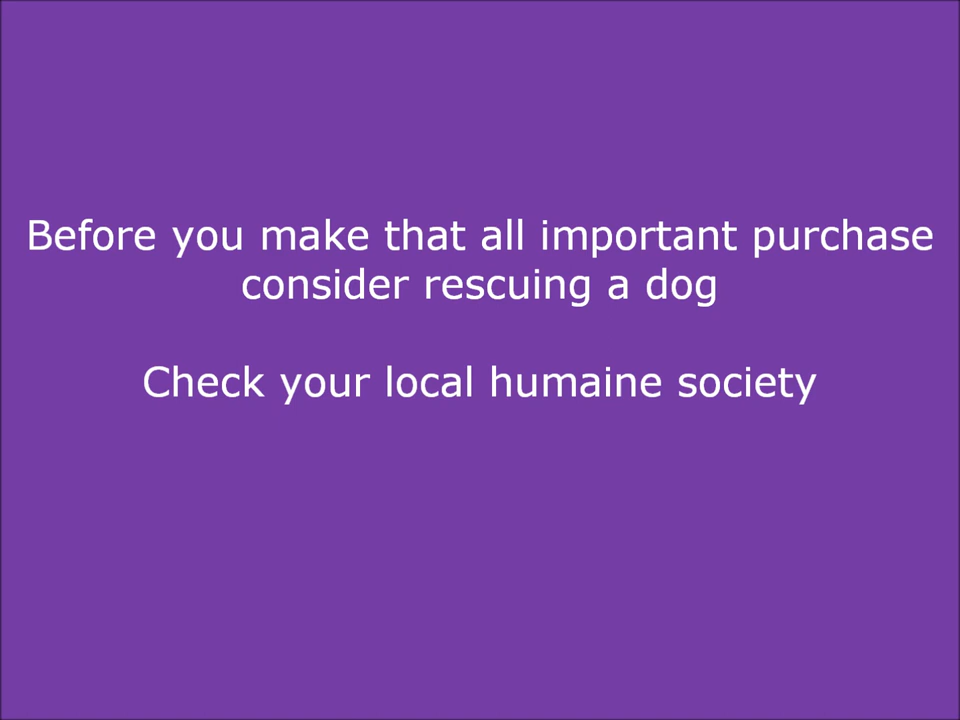 Before you make that all important purchase
consider rescuing a dog
Check your local humaine society